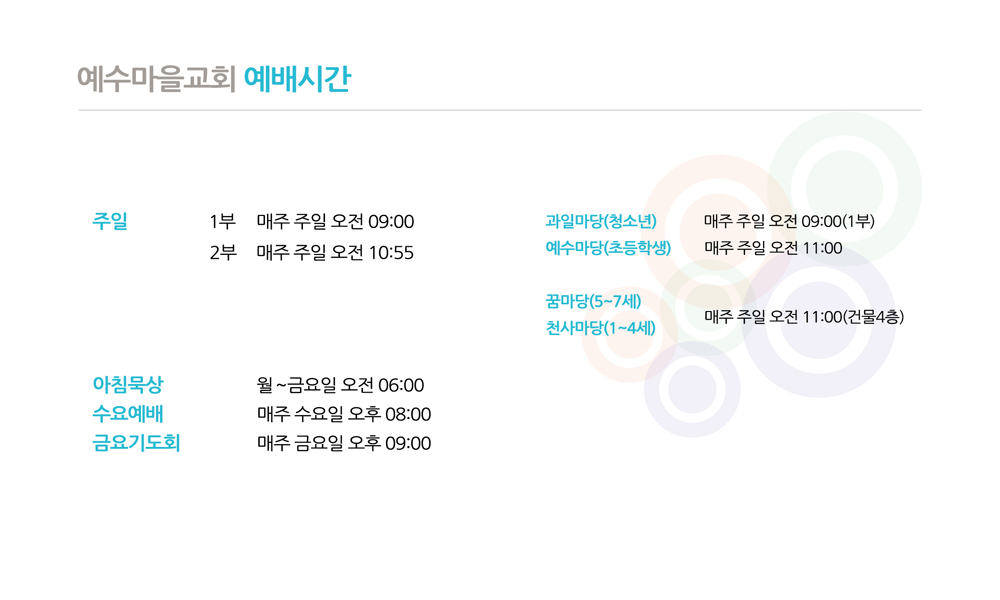 예수마을교회 예배시간
주일 1부 매주 주일 오전 09:00
2부 매주 주일 오전 10:55
아침묵상 월~금요일 오전 06:00
수요예배 매주 수요일 오후 08:00
금요기도회 매주 금요일 오후 09:00
과일마당(청소년) 매주 주일 오전 09:00(1부)
예수마당(초등학생) 매주 주일 오전 11:00
꿈마당(5~7세)
천사마당(1~4세)
매주 주일 오전 11:00(건물4층)